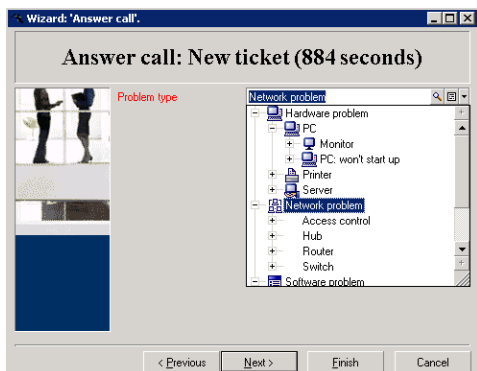 Wizard: 'Answer call'.
Answer call: New ticket (884 seconds)
Problem type
Network problem
Hardware problem
PC
Monitor
PC: won't start up
Printer
Server
Network problem
Access control
Hub
Router
Switch
Software problem
< Previous
Next >
Finish
Cancel